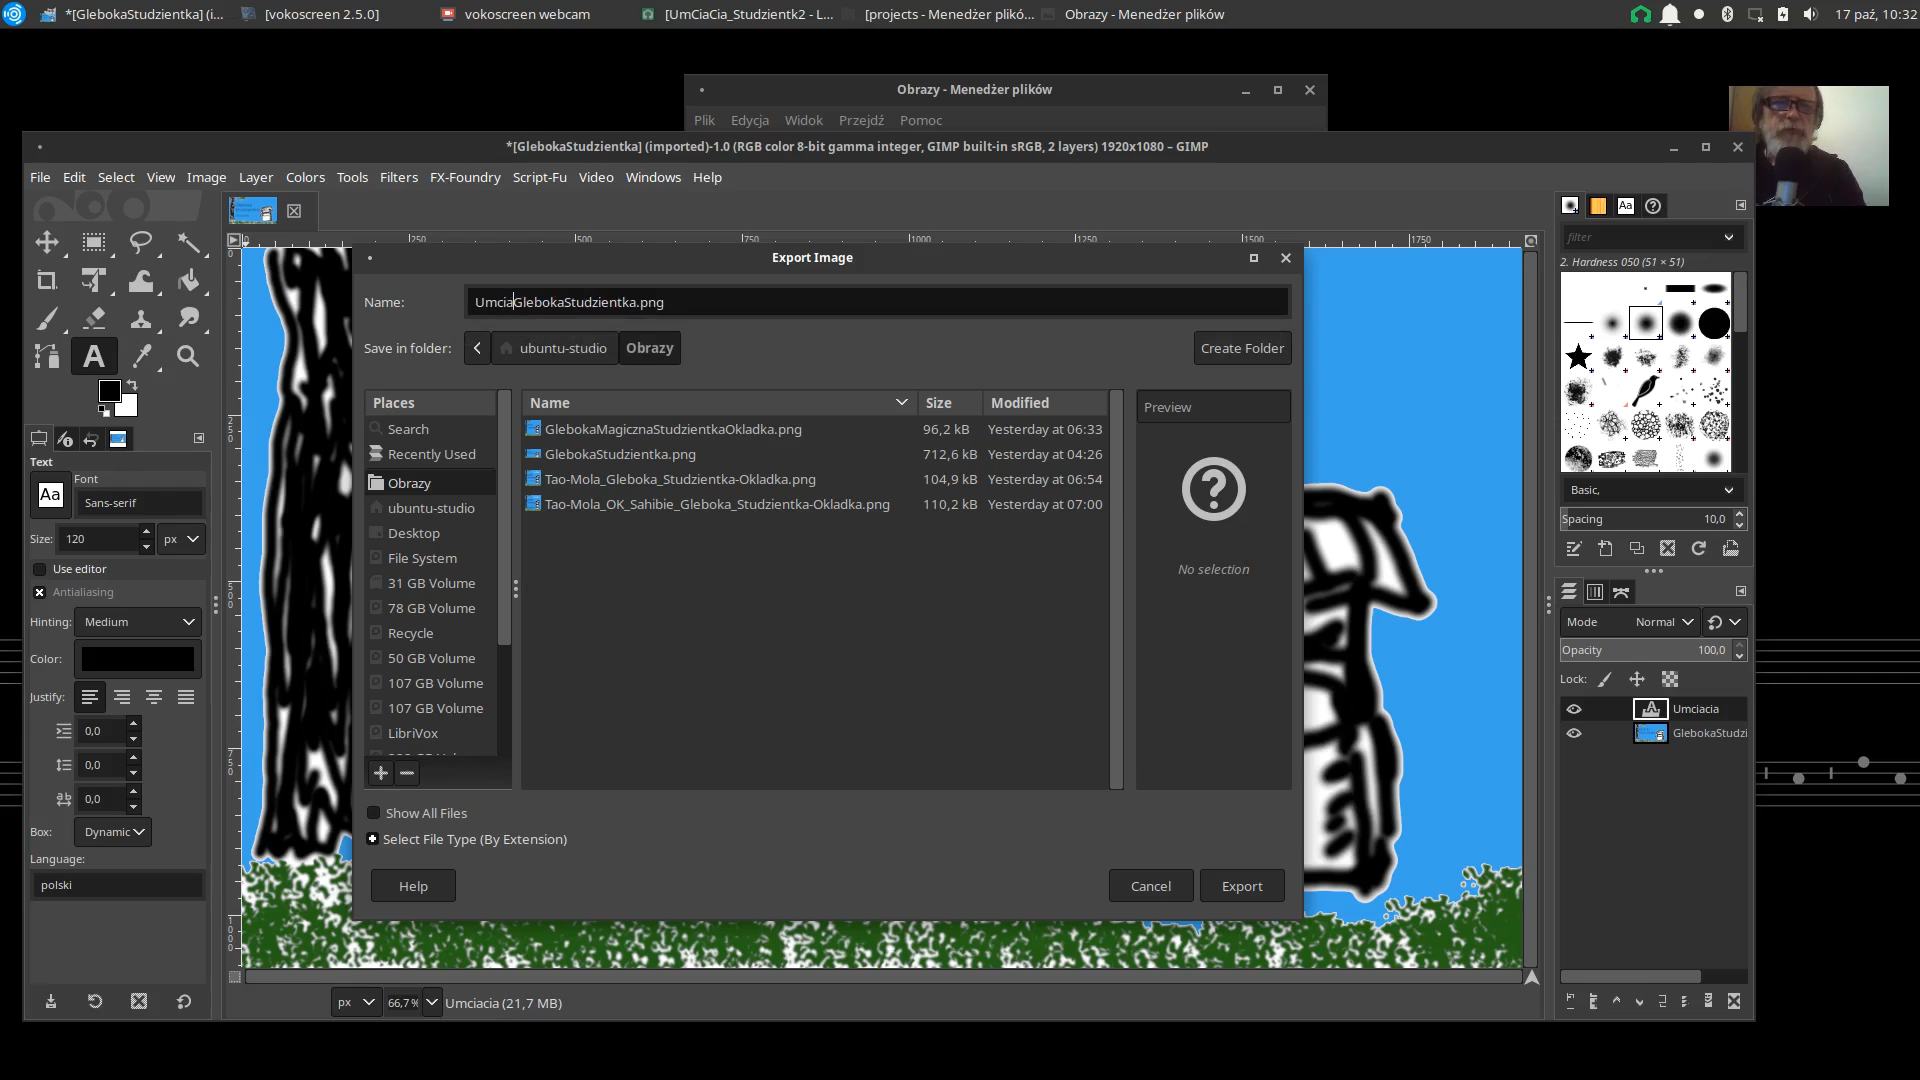 *[GlebokaStudzientka] (i...
[vokoscreen 2.5.0]
vokoscreen webcam
[UmCiaCia_Studzientk2 - L...
[projects - Menedżer plikó...
Obrazy - Menedżer plików
17 paź, 10:32
Obrazy - Menedżer plików
Plik Edycja Widok Przejdź Pomoc
*[GlebokaStudzientka] (imported)-1.0 (RGB color 8-bit gamma integer, GIMP built-in sRGB, 2 layers) 1920x1080 – GIMP
File Edit Select View Image Layer Colors Tools Filters FX-Foundry Script-Fu Video Windows Help
250 500 750 1000 1250 1500 1750
Export Image
Name: UmciaGlebokaStudzientka.png
Save in folder: ubuntu-studio Obrazy Create Folder
Places
Search
Recently Used
Obrazy
ubuntu-studio
Desktop
File System
31 GB Volume
78 GB Volume
Recycle
50 GB Volume
107 GB Volume
107 GB Volume
LibriVox
Name Size Modified
GlebokaMagicznaStudzientkaOkladka.png 96,2 kB Yesterday at 06:33
GlebokaStudzientka.png 712,6 kB Yesterday at 04:26
Tao-Mola_Gleboka_Studzientka-Okladka.png 104,9 kB Yesterday at 06:54
Tao-Mola_OK_Sahibie_Gleboka_Studzientka-Okladka.png 110,2 kB Yesterday at 07:00
Preview
No selection
Show All Files
Select File Type (By Extension)
Help Cancel Export
Text
Font
Aa Sans-serif
Size: 120 px
Use editor
Antialiasing
Hinting: Medium
Color:
Justify:
0,0
0,0
0,0
Box: Dynamic
Language:
polski
px 66,7% Umciacia (21,7 MB)
filter
2. Hardness 050 (51 × 51)
Basic,
Spacing 10,0
Mode Normal
Opacity 100,0
Lock:
Umciacia
GlebokaStudzi